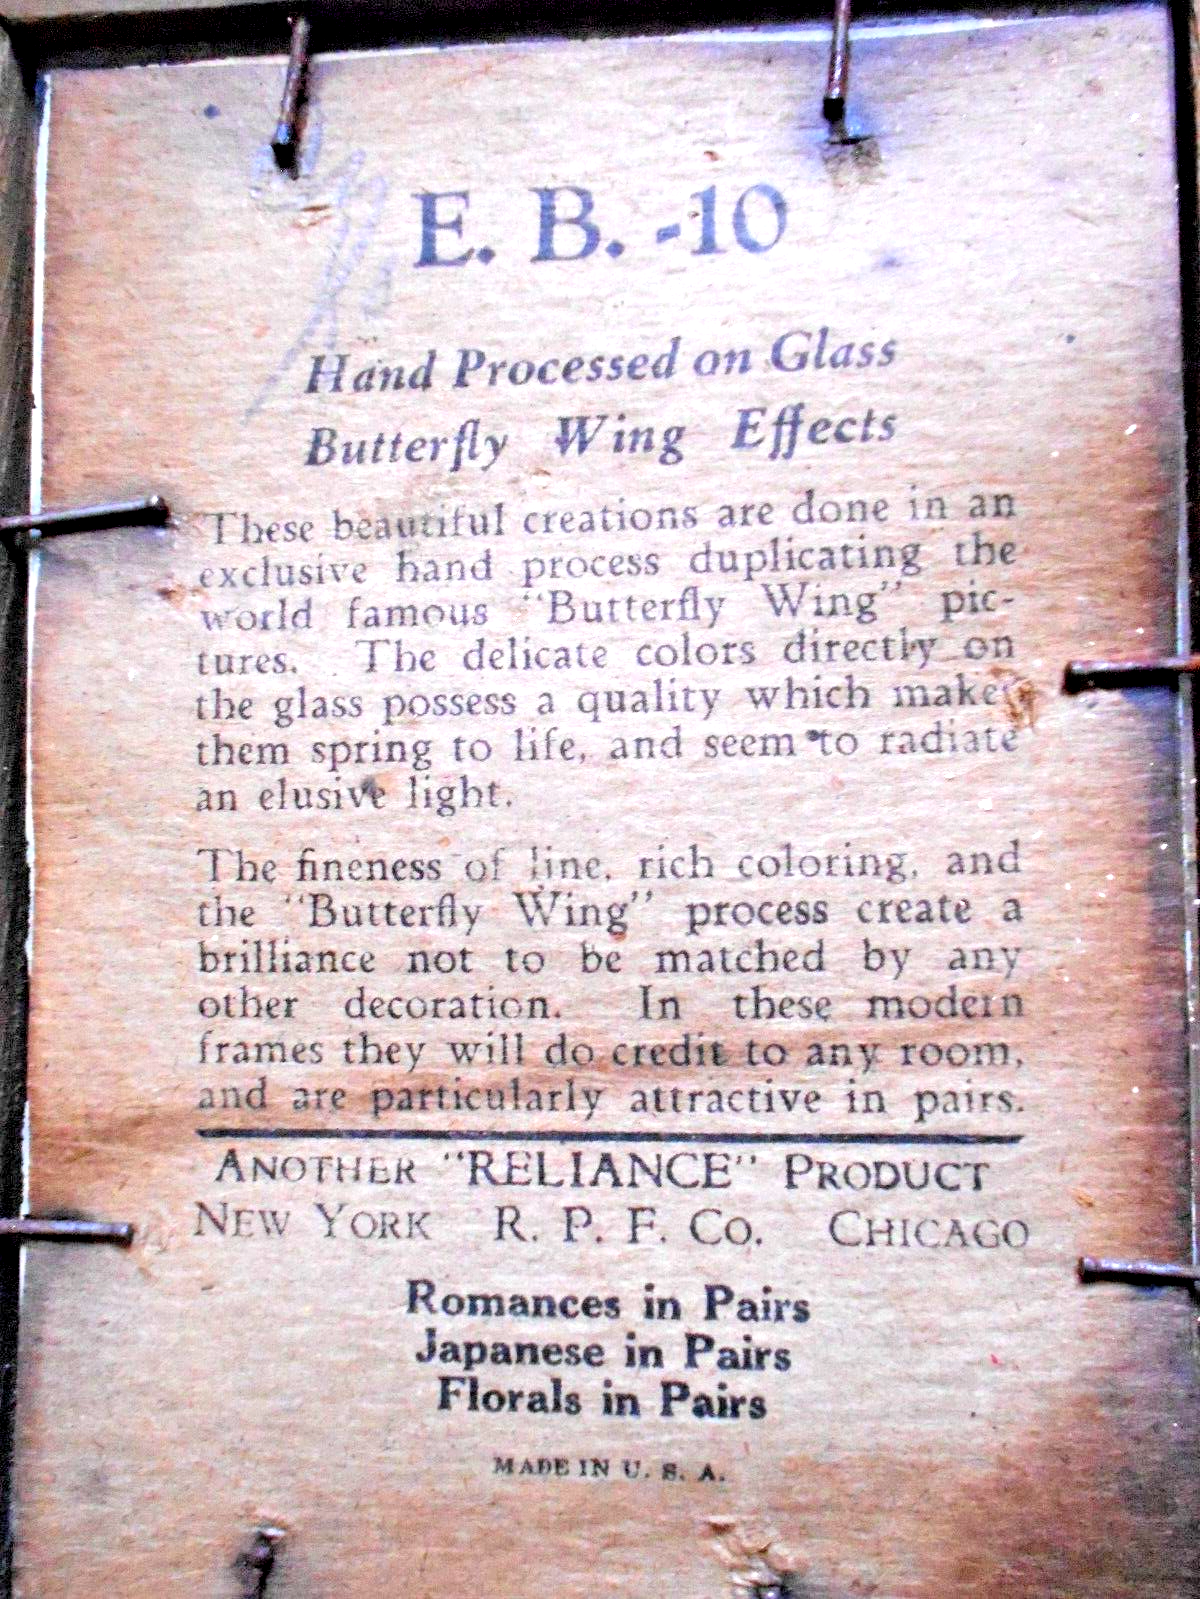 E. B. -10
Hand Processed on Glass
Butterfly Wing Effects
These beautiful creations are done in an
exclusive hand process duplicating the
world famous "Butterfly Wing" pic-
tures. The delicate colors directly on
the glass possess a quality which make
them spring to life, and seem to radiate
an elusive light.
The fineness of line, rich coloring, and
the "Butterfly Wing" process create a
brilliance not to be matched by any
other decoration. In these modern
frames they will do credit to any room,
and are particularly attractive in pairs.
ANOTHER "RELIANCE" PRODUCT
NEW YORK R. P. F. CO. CHICAGO
Romances in Pairs
Japanese in Pairs
Florals in Pairs
MADE IN U. S. A.